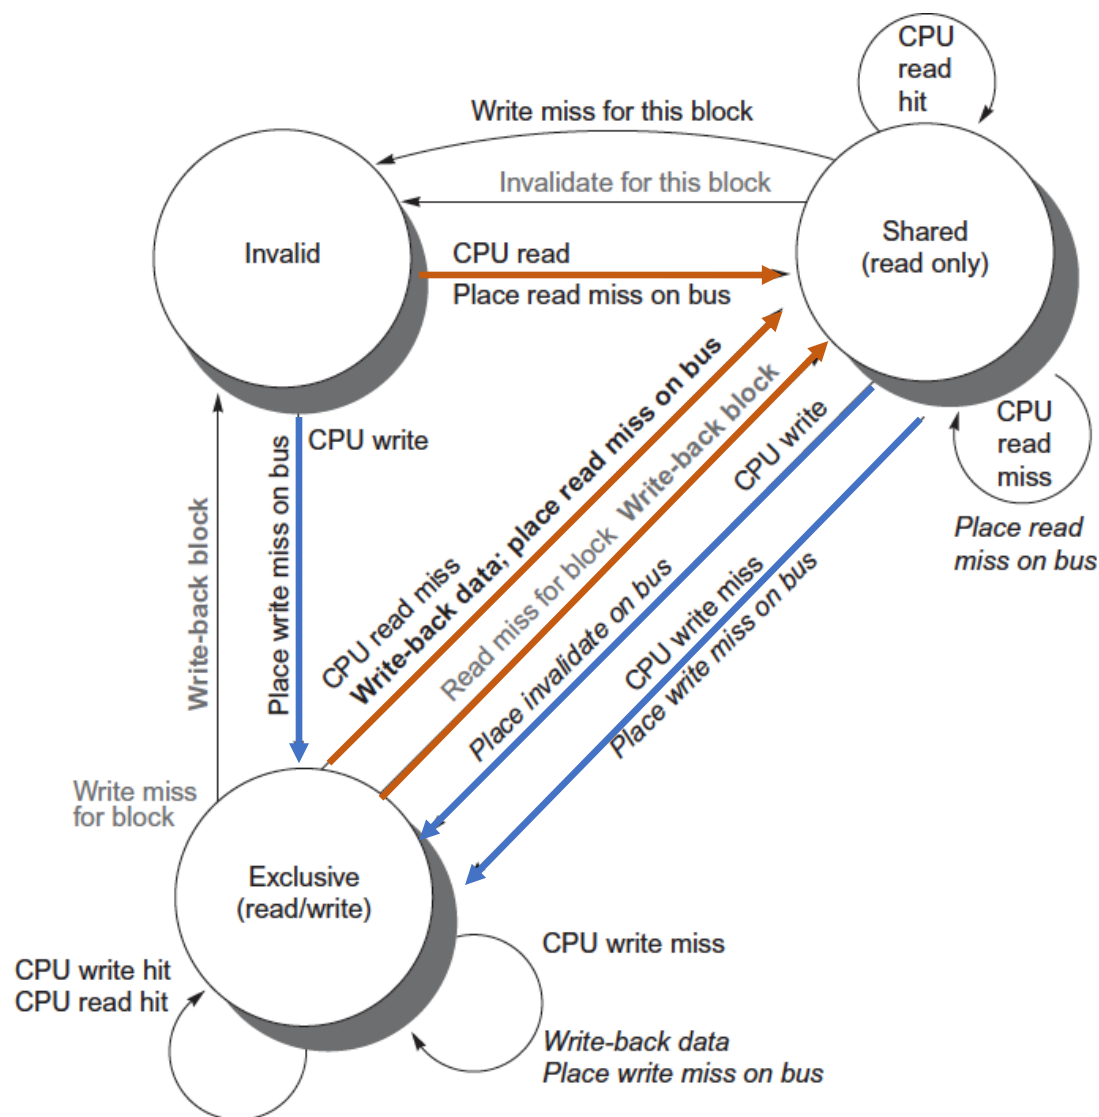 CPU
read
hit
Write miss for this block
Invalidate for this block
Invalid
Shared
(read only)
CPU read
Place read miss on bus
CPU write
Place write miss on bus
Write-back block
Write miss
for block
CPU read miss
Write-back data; place read miss on bus
Read miss for block Write-back block
CPU write
Place invalidate on bus
CPU write miss
Place write miss on bus
CPU
read
miss
Place read
miss on bus
Exclusive
(read/write)
CPU write hit
CPU read hit
CPU write miss
Write-back data
Place write miss on bus